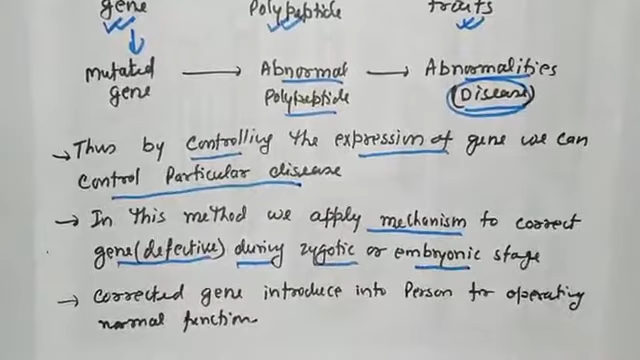 gene Polypeptide traits
Mutated Abnormal Abnormalities
gene Polypeptide (Disease)
Thus by controlling the expression of gene we can
control Particular disease
In this method we apply mechanism to correct
gene(defective) during zygotic or embryonic stage
Corrected gene introduce into Person for operating
normal function